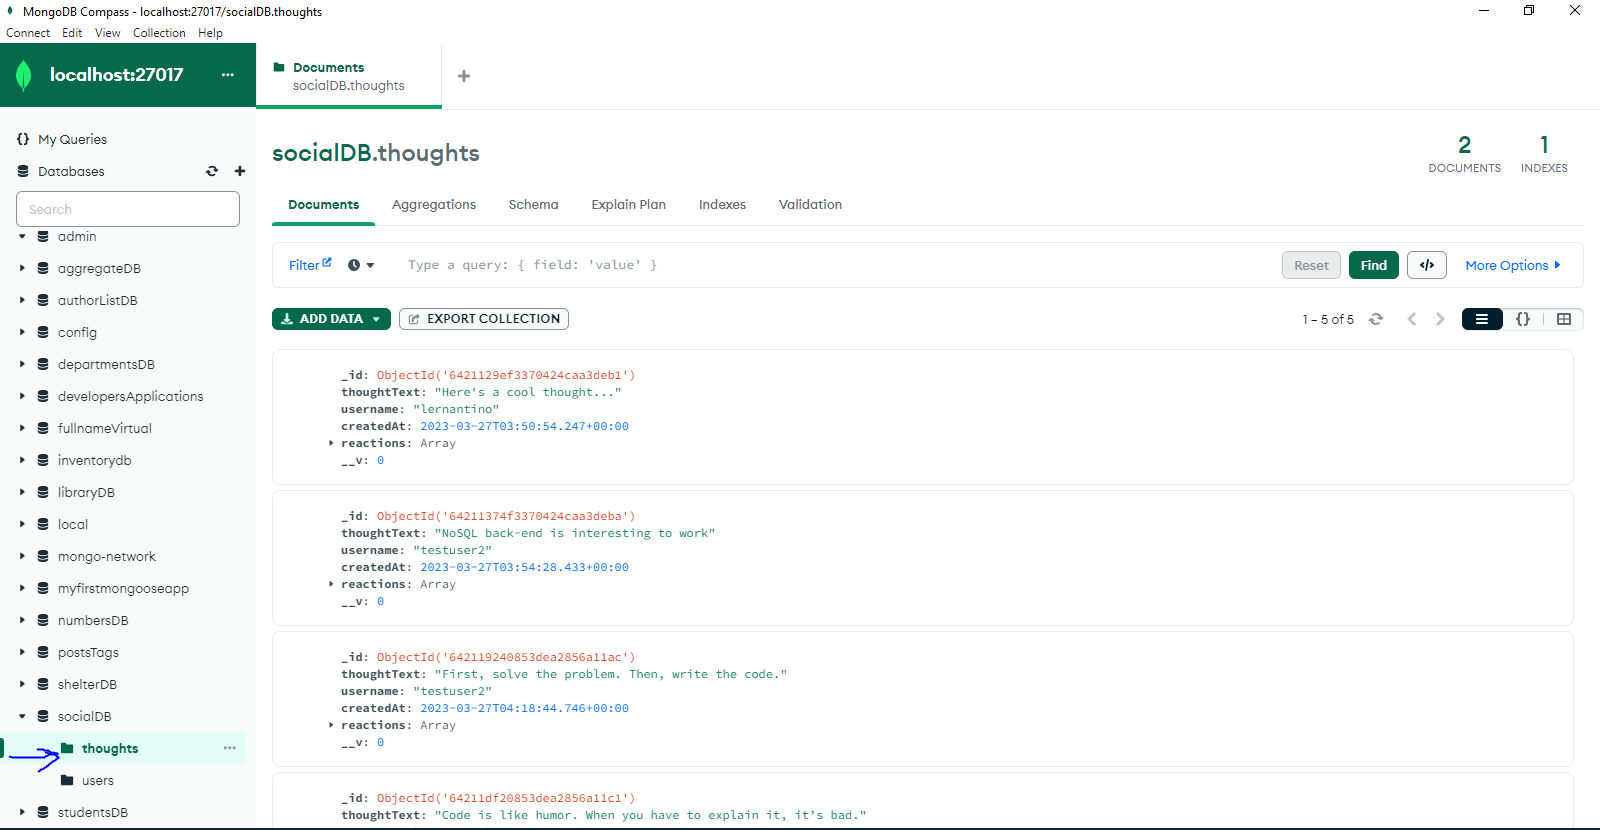 MongoDB Compass - localhost:27017/socialDB.thoughts
Connect Edit View Collection Help
localhost:27017 ...
Documents
socialDB.thoughts
+
{} My Queries
Databases
Search
admin
aggregateDB
authorListDB
config
departmentsDB
developersApplications
fullnameVirtual
inventorydb
libraryDB
local
mongo-network
myfirstmongooseapp
numbersDB
postsTags
shelterDB
socialDB
thoughts ...
users
studentsDB
socialDB.thoughts
2 1
DOCUMENTS INDEXES
Documents Aggregations Schema Explain Plan Indexes Validation
Filter Type a query: { field: 'value' } Reset Find </> More Options
ADD DATA EXPORT COLLECTION 1 – 5 of 5 {}
_id: ObjectId('6421129ef3370424caa3deb1')
thoughtText: "Here's a cool thought..."
username: "lernantino"
createdAt: 2023-03-27T03:50:54.247+00:00
reactions: Array
__v: 0
_id: ObjectId('64211374f3370424caa3deba')
thoughtText: "NoSQL back-end is interesting to work"
username: "testuser2"
createdAt: 2023-03-27T03:54:28.433+00:00
reactions: Array
__v: 0
_id: ObjectId('642119240853dea2856a11ac')
thoughtText: "First, solve the problem. Then, write the code."
username: "testuser2"
createdAt: 2023-03-27T04:18:44.746+00:00
reactions: Array
__v: 0
_id: ObjectId('64211df20853dea2856a11c1')
thoughtText: "Code is like humor. When you have to explain it, it’s bad."